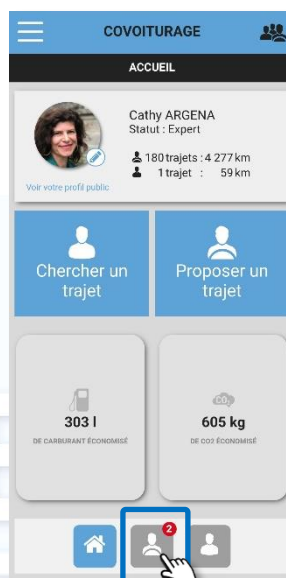 COVOITURAGE
ACCUEIL
Cathy ARGENA
Statut : Expert
180 trajets : 4 277 km
1 trajet : 59 km
Voir votre profil public
Chercher un
trajet
Proposer un
trajet
CO₂
303 l
605 kg
DE CARBURANT ÉCONOMISÉ
DE CO2 ÉCONOMISÉ
2